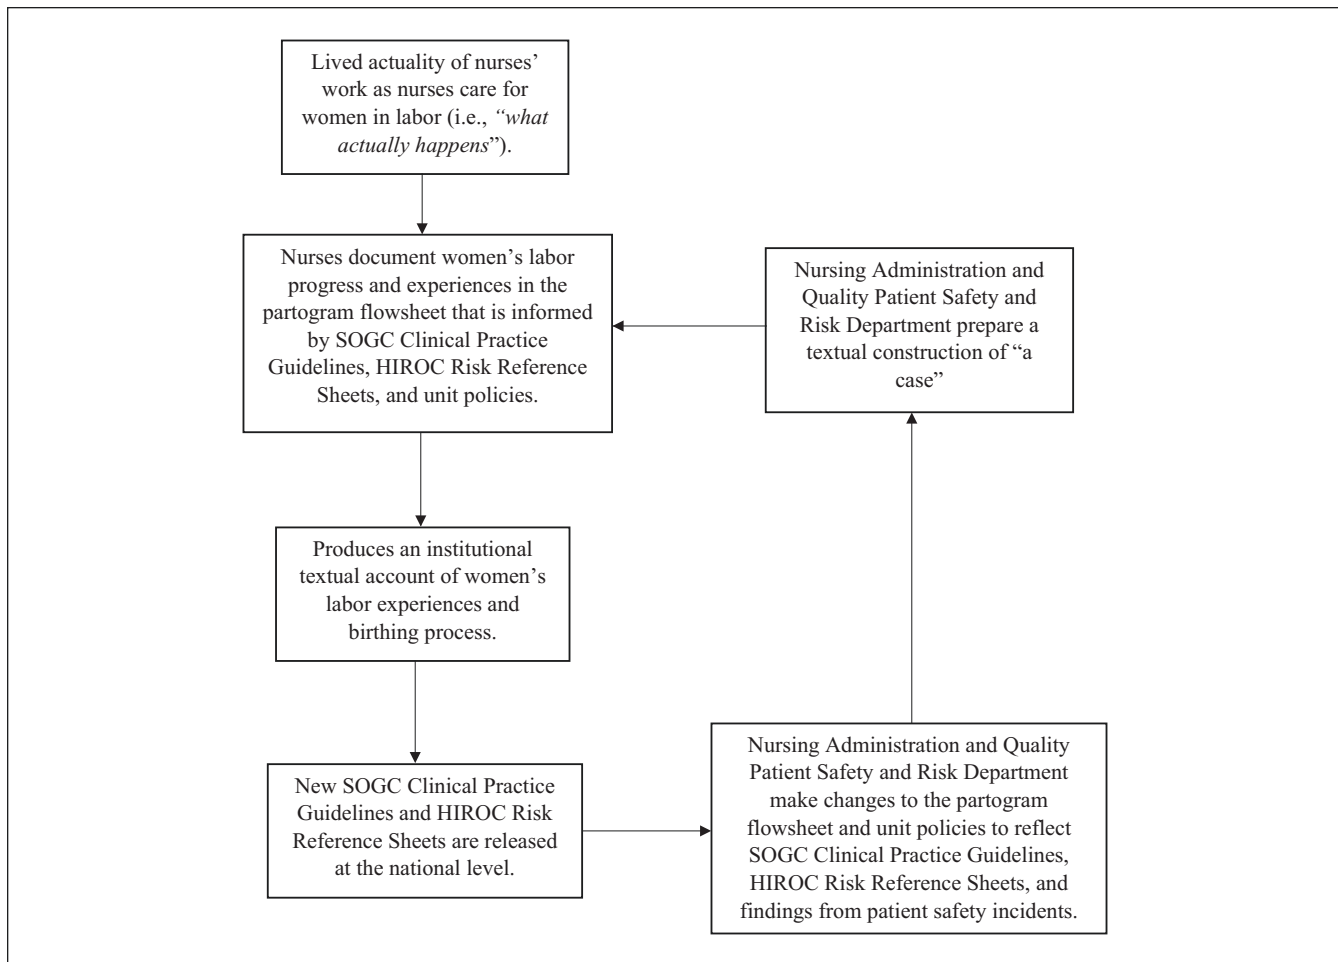 Lived actuality of nurses’
work as nurses care for
women in labor (i.e., “what
actually happens”).
Nurses document women’s labor
progress and experiences in the
partogram flowsheet that is informed
by SOGC Clinical Practice
Guidelines, HIROC Risk Reference
Sheets, and unit policies.
Nursing Administration and
Quality Patient Safety and
Risk Department prepare a
textual construction of “a
case”
Produces an institutional
textual account of women’s
labor experiences and
birthing process.
New SOGC Clinical Practice
Guidelines and HIROC Risk
Reference Sheets are released
at the national level.
Nursing Administration and Quality
Patient Safety and Risk Department
make changes to the partogram
flowsheet and unit policies to reflect
SOGC Clinical Practice Guidelines,
HIROC Risk Reference Sheets, and
findings from patient safety incidents.